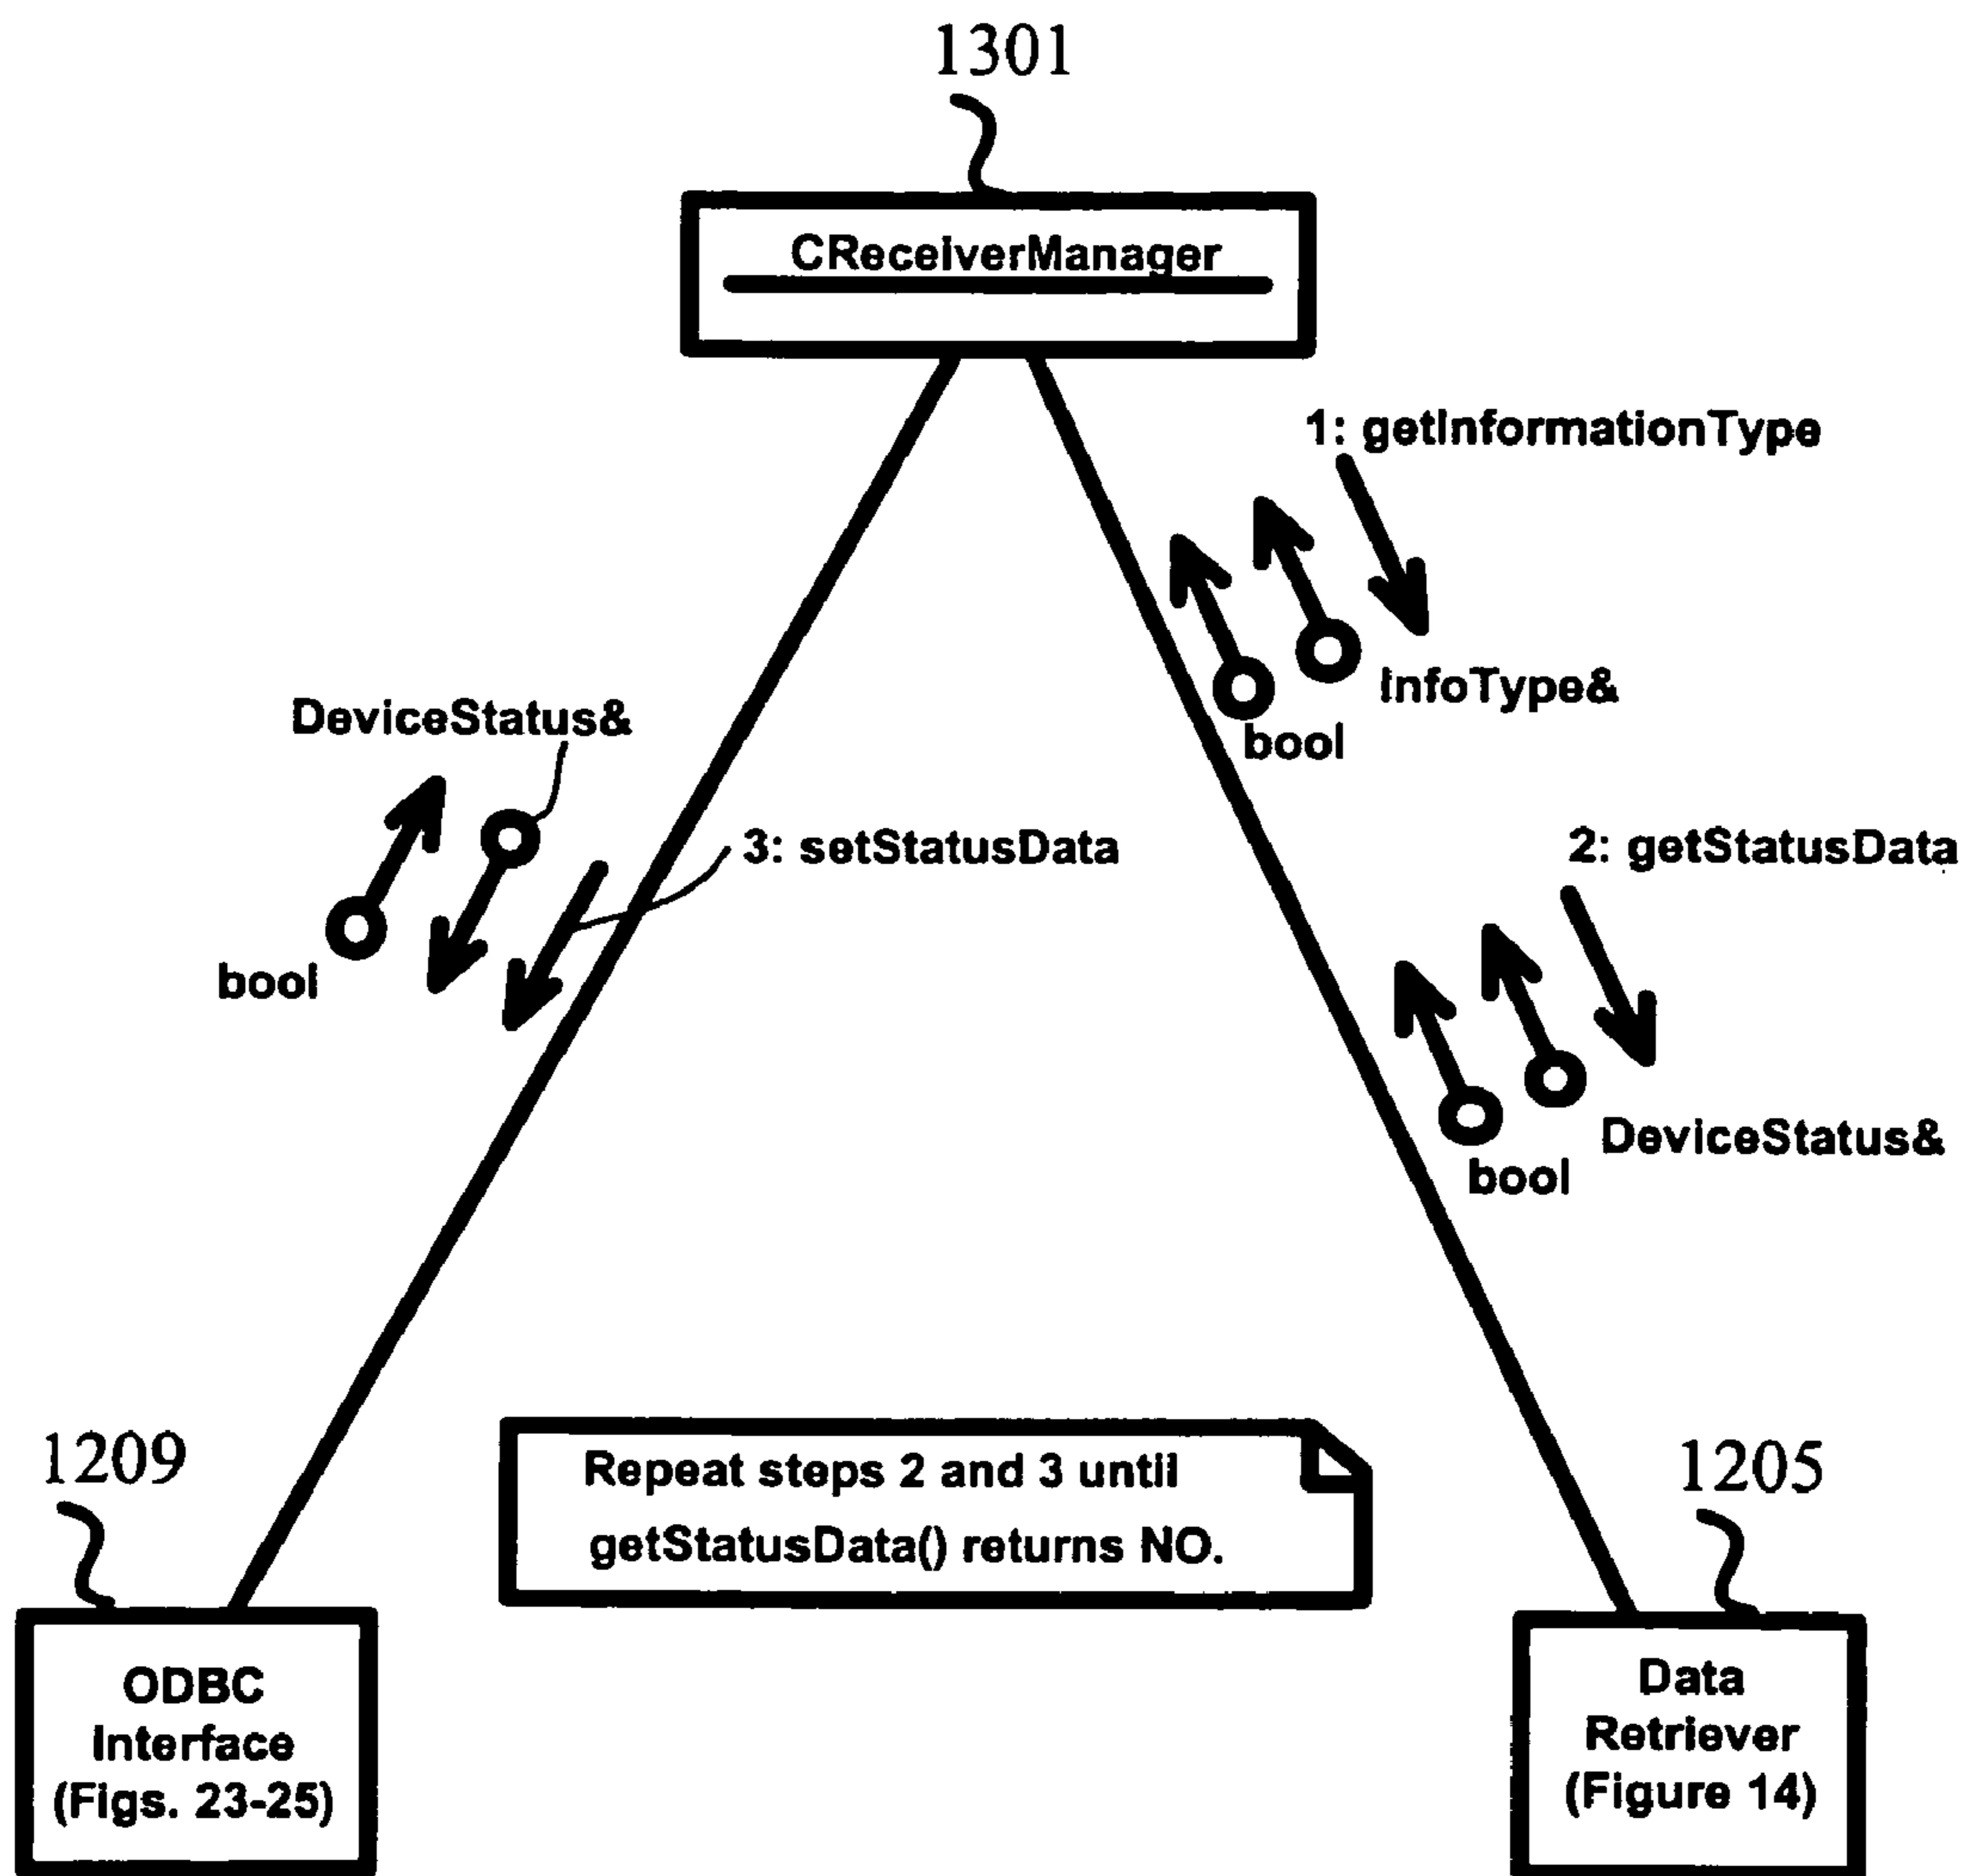 1301
CReceiverManager
1: getInformationType
InfoType&
bool
DeviceStatus&
3: setStatusData
2: getStatusData
bool
DeviceStatus&
bool
1209
Repeat steps 2 and 3 until
getStatusData() returns NO.
1205
ODBC
Interface
(Figs. 23-25)
Data
Retriever
(Figure 14)